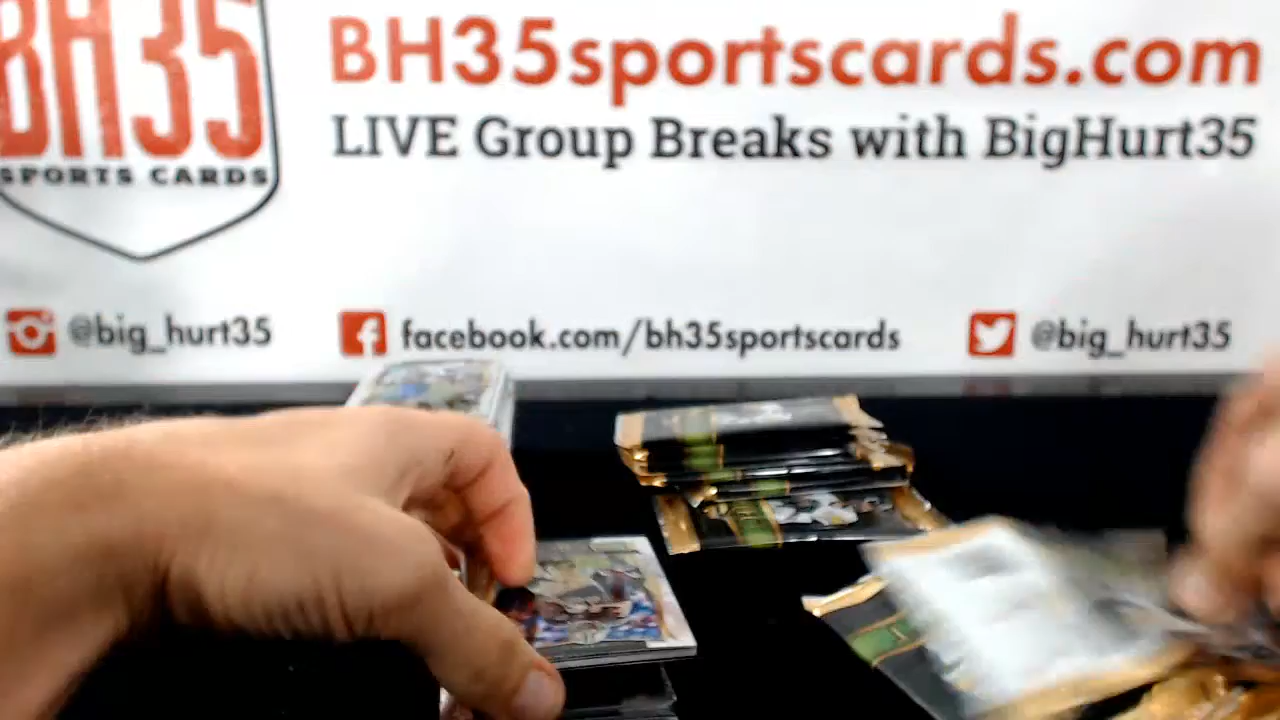 BH35
SPORTS CARDS
BH35sportscards.com
LIVE Group Breaks with BigHurt35
@big_hurt35
facebook.com/bh35sportscards
@big_hurt35